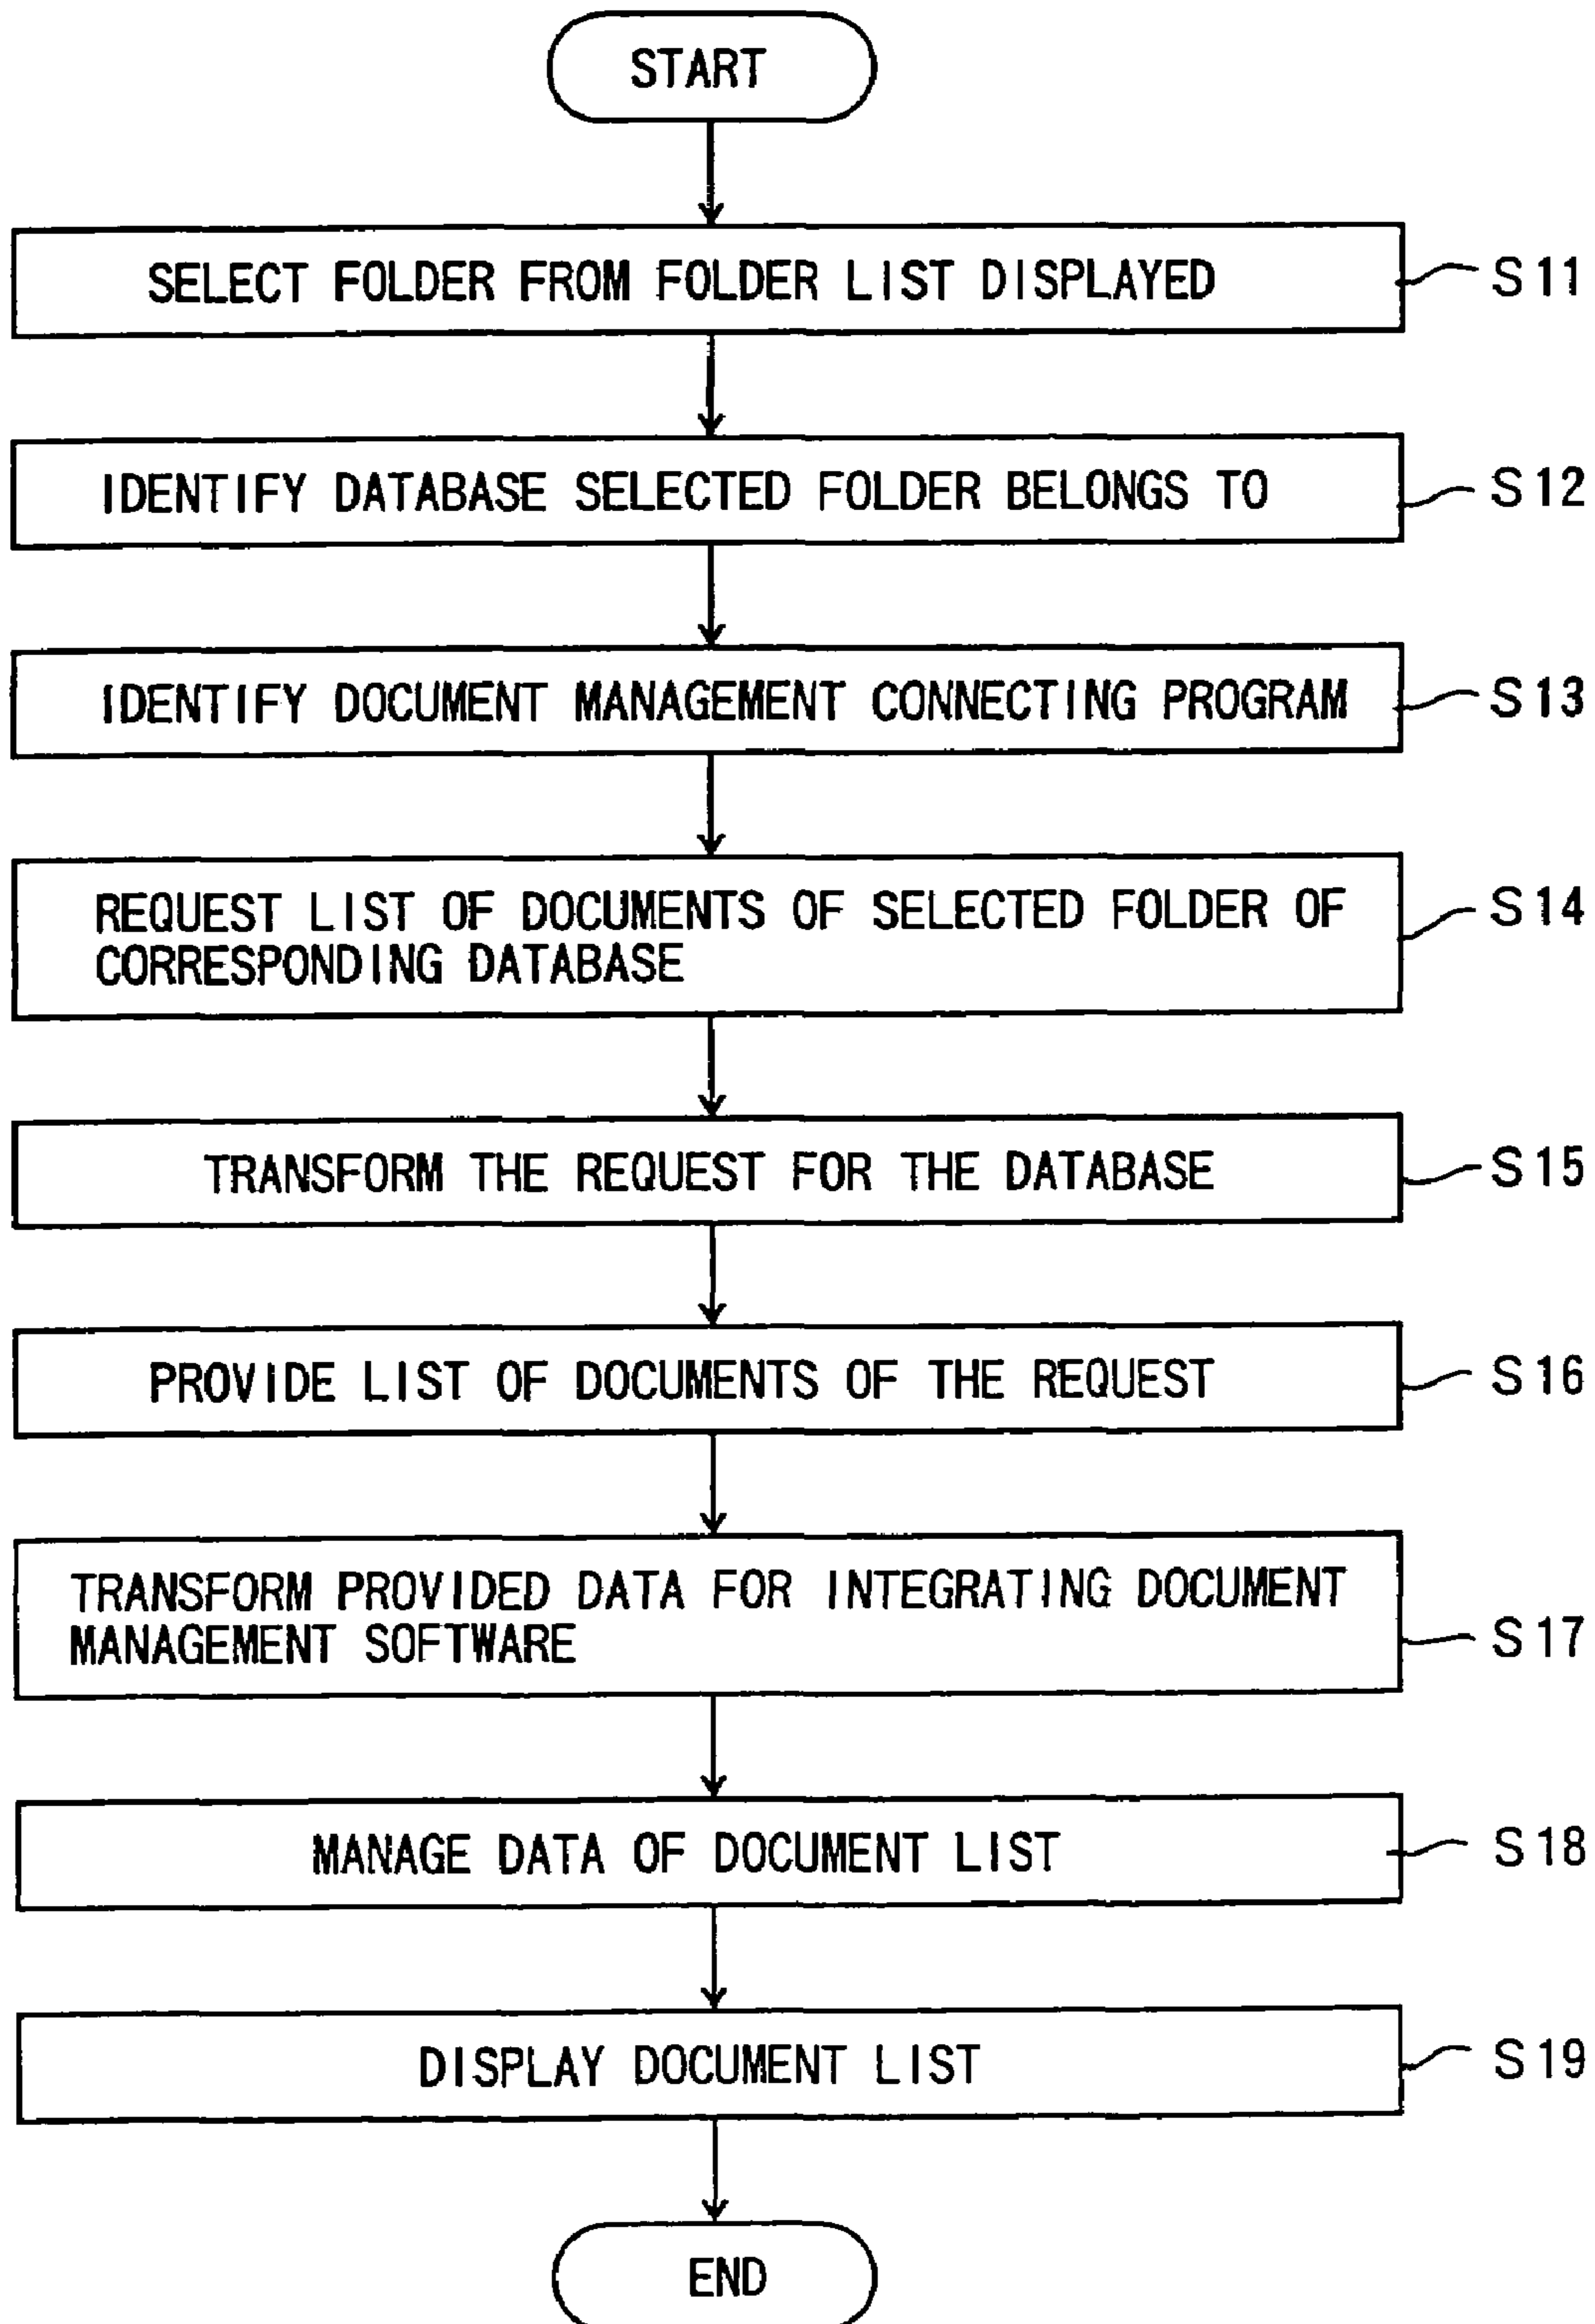 START
SELECT FOLDER FROM FOLDER LIST DISPLAYED
S11
IDENTIFY DATABASE SELECTED FOLDER BELONGS TO
S12
IDENTIFY DOCUMENT MANAGEMENT CONNECTING PROGRAM
S13
REQUEST LIST OF DOCUMENTS OF SELECTED FOLDER OF
CORRESPONDING DATABASE
S14
TRANSFORM THE REQUEST FOR THE DATABASE
S15
PROVIDE LIST OF DOCUMENTS OF THE REQUEST
S16
TRANSFORM PROVIDED DATA FOR INTEGRATING DOCUMENT
MANAGEMENT SOFTWARE
S17
MANAGE DATA OF DOCUMENT LIST
S18
DISPLAY DOCUMENT LIST
S19
END